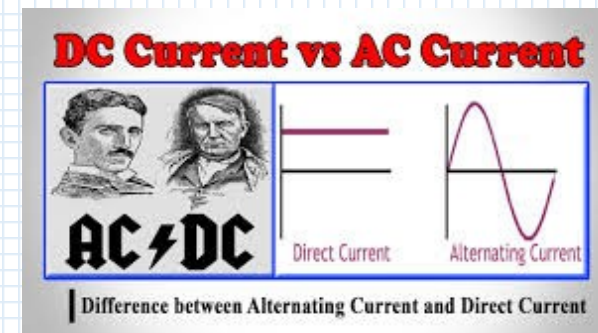 DC Current vs AC Current
AC⚡DC
Direct Current
Alternating Current
Difference between Alternating Current and Direct Current